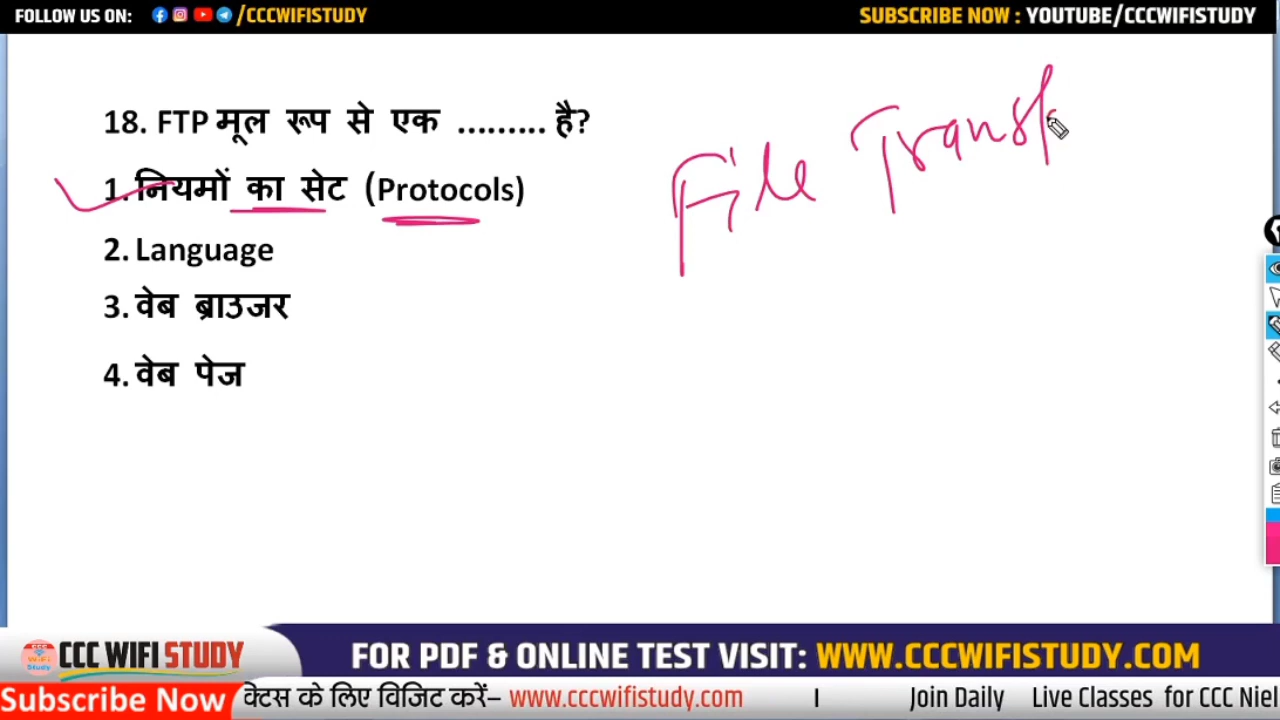 FOLLOW US ON: /CCCWIFISTUDY
SUBSCRIBE NOW : YOUTUBE/CCCWIFISTUDY
18. FTP मूल रूप से एक ......... है?
1. नियमों का सेट (Protocols)
2. Language
3. वेब ब्राउजर
4. वेब पेज
File Transf
CCC WIFI STUDY
FOR PDF & ONLINE TEST VISIT: WWW.CCCWIFISTUDY.COM
Subscribe Now
क्टिस के लिए विजिट करें– www.cccwifistudy.com I Join Daily Live Classes for CCC Niel